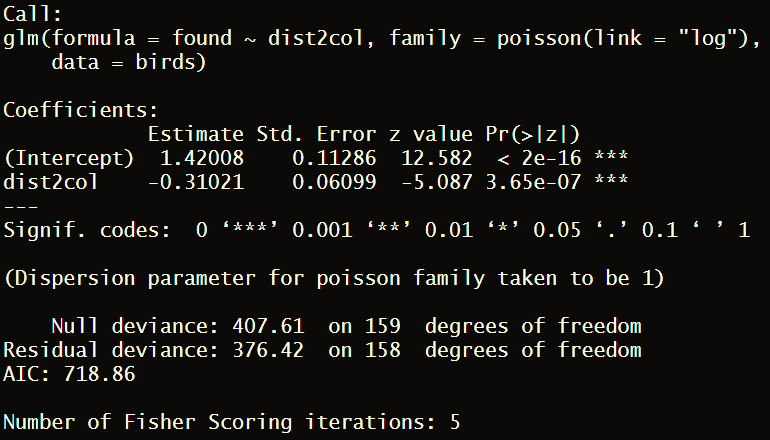 Call:
glm(formula = found ~ dist2col, family = poisson(link = "log"),
    data = birds)
Coefficients:
            Estimate Std. Error z value Pr(>|z|)
(Intercept)  1.42008    0.11286  12.582  < 2e-16 ***
dist2col    -0.31021    0.06099  -5.087 3.65e-07 ***
---
Signif. codes:  0 ‘***’ 0.001 ‘**’ 0.01 ‘*’ 0.05 ‘.’ 0.1 ‘ ’ 1
(Dispersion parameter for poisson family taken to be 1)
    Null deviance: 407.61  on 159  degrees of freedom
Residual deviance: 376.42  on 158  degrees of freedom
AIC: 718.86
Number of Fisher Scoring iterations: 5